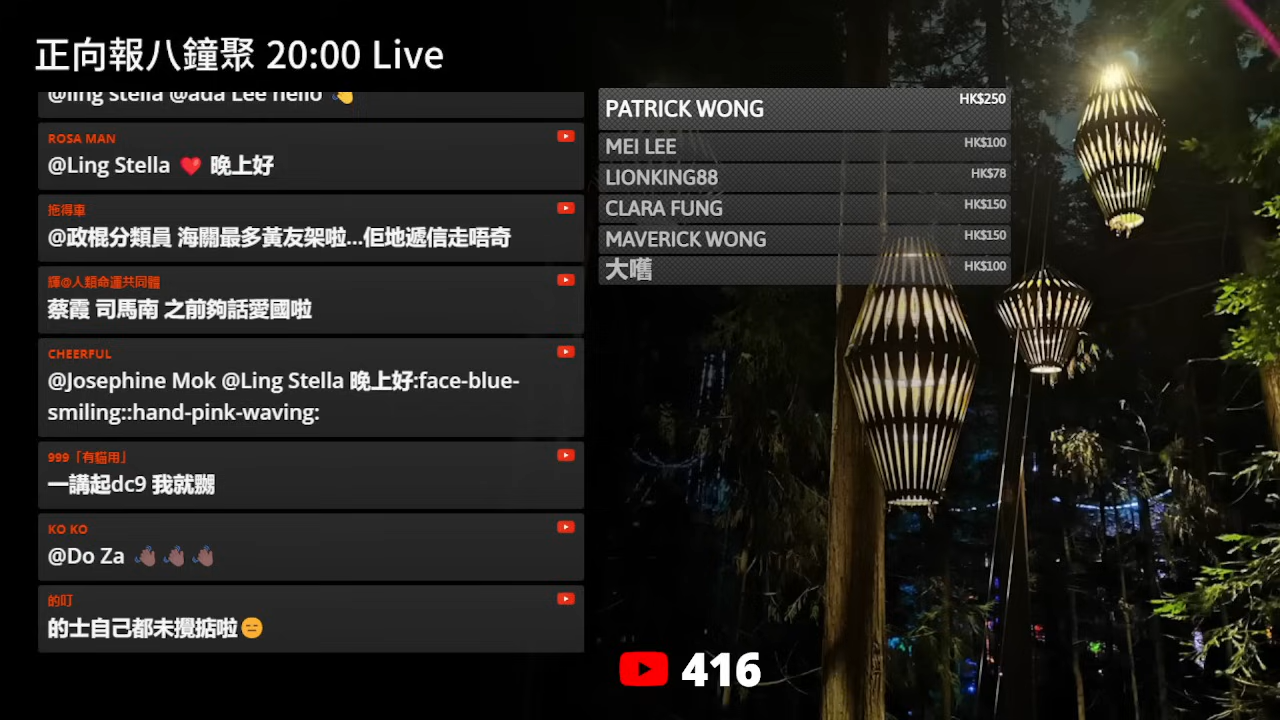 正向報八鐘聚 20:00 Live
@ling stella @ada Lee hello 👋
ROSA MAN
@Ling Stella ❤️ 晚上好
拖得車
@政棍分類員 海關最多黃友架啦...佢地遞信走唔奇
輝@人類命運共同體
蔡霞 司馬南 之前夠話愛國啦
CHEERFUL
@Josephine Mok @Ling Stella 晚上好:face-blue-
smiling::hand-pink-waving:
999「有貓用」
一講起dc9 我就嬲
KO KO
@Do Za 👋🏽 👋🏽 👋🏽
的叮
的士自己都未攪掂啦😑
PATRICK WONG HK$250
MEI LEE HK$100
LIONKING88 HK$78
CLARA FUNG HK$150
MAVERICK WONG HK$150
大嚿 HK$100
416